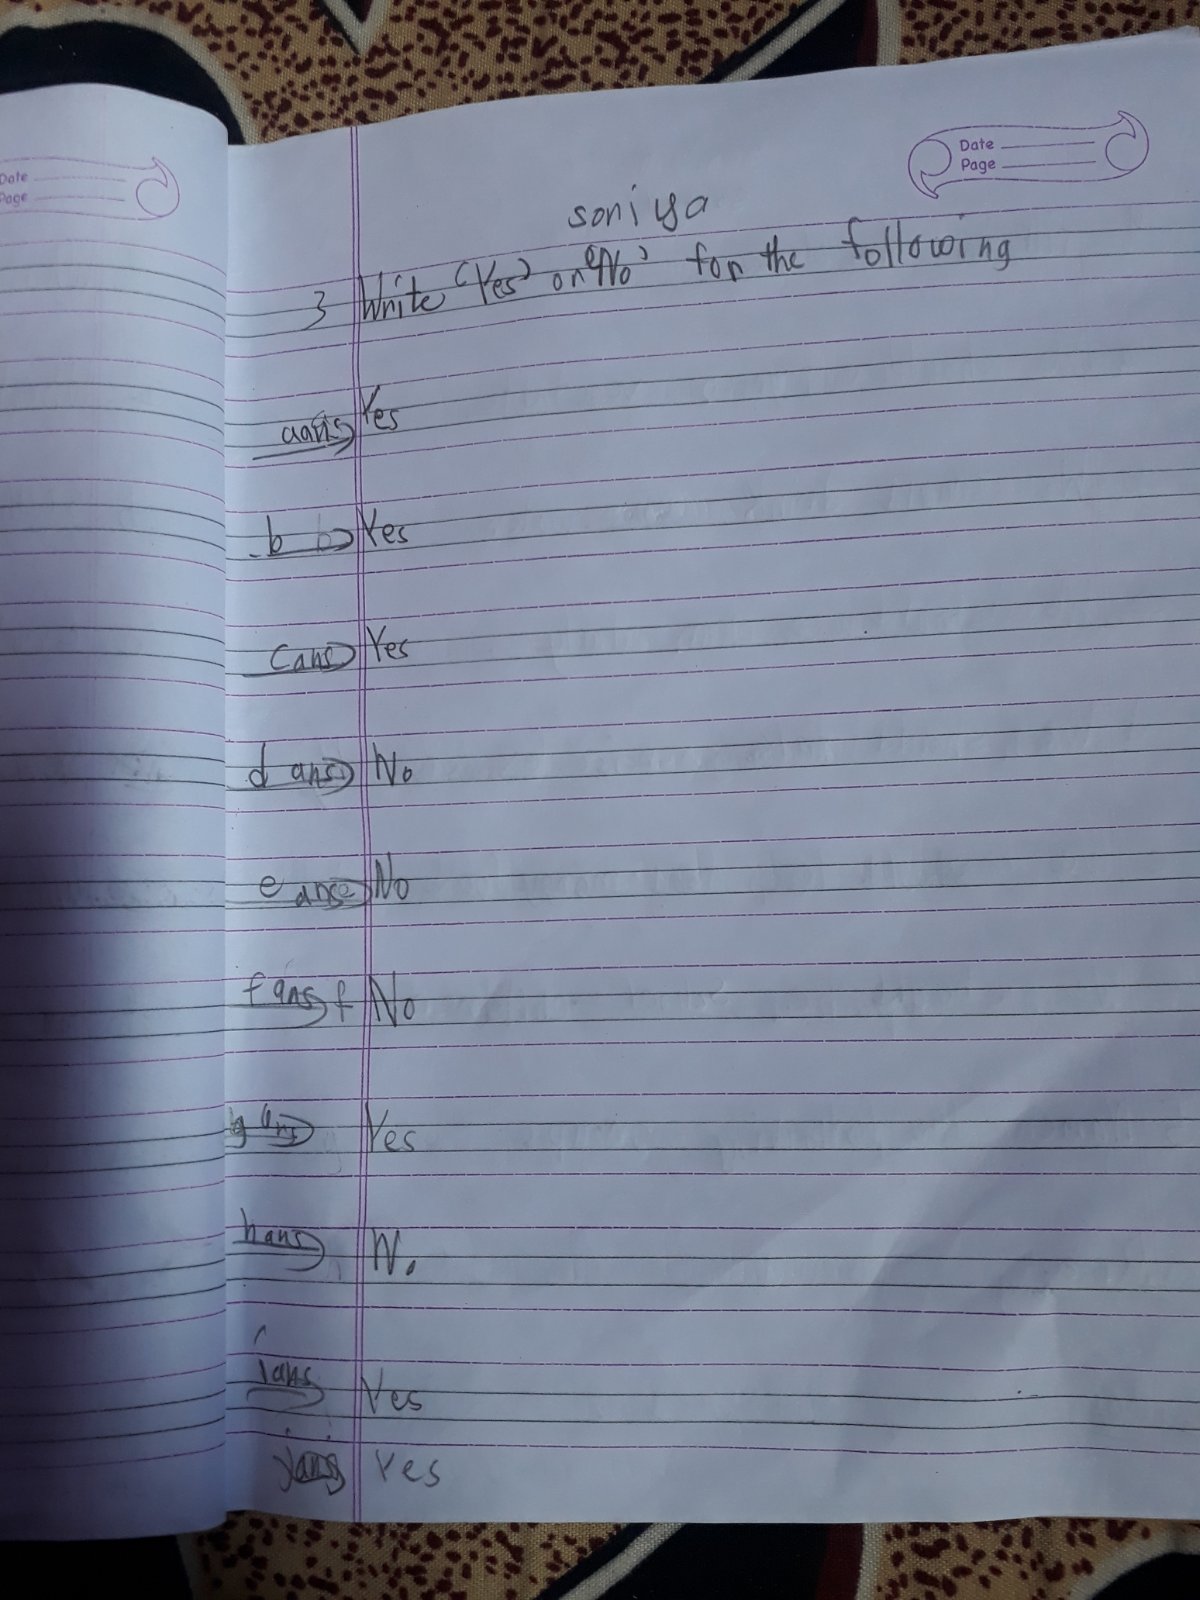 Date
Page
Date
Page
soniya
3 Write 'Yes' or 'No' for the following
a ans Yes
b Yes
c ans Yes
d ans No
e ans No
f ans f No
g ans Yes
h ans No
i ans Yes
j ans Yes